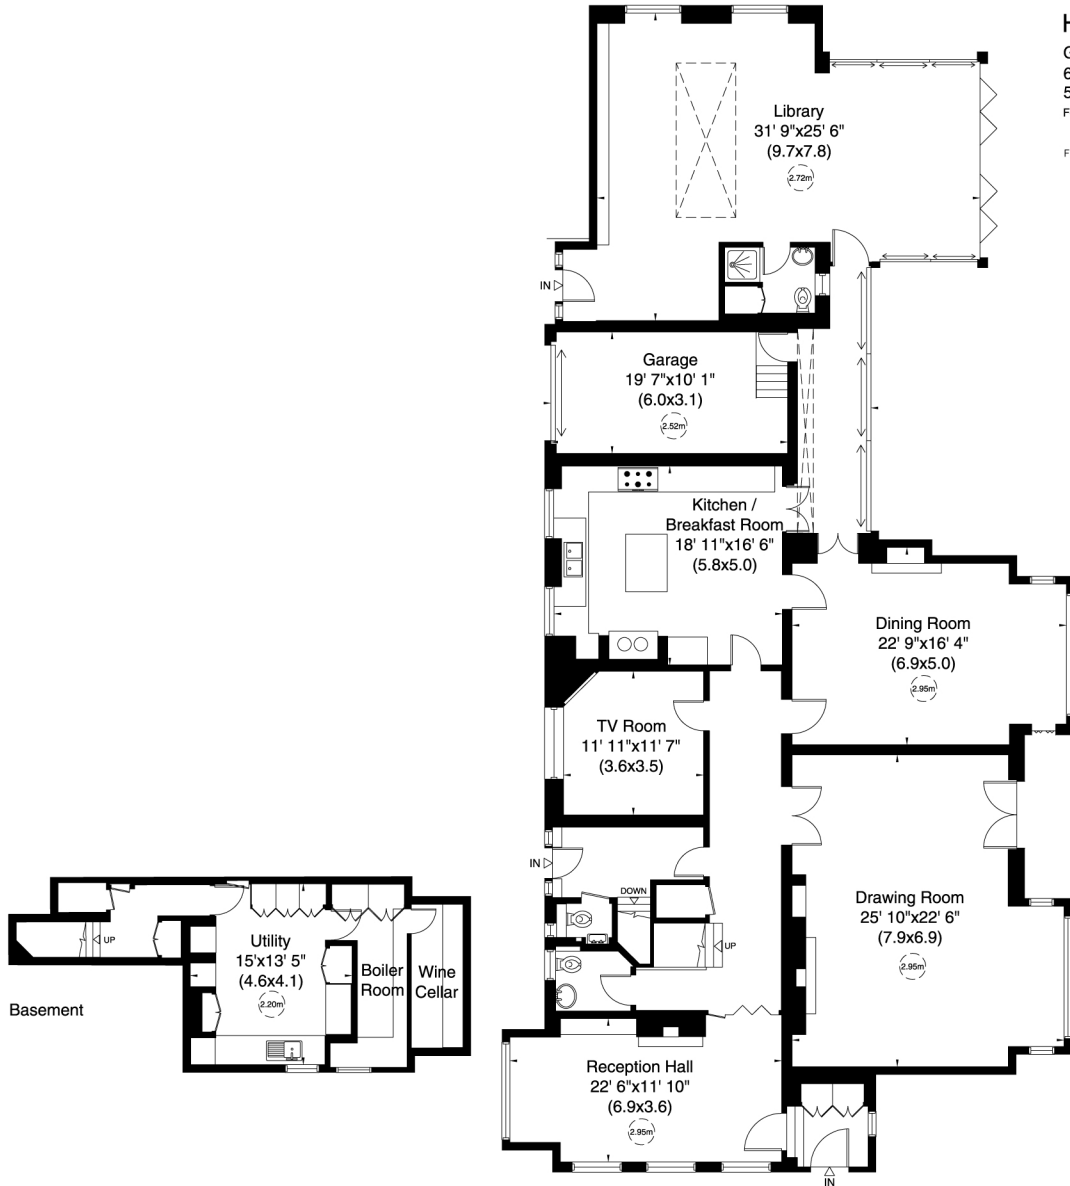 H
G
6
5
F
F
Library
31' 9"x25' 6"
(9.7x7.8)
2.72m
IN
Garage
19' 7"x10' 1"
(6.0x3.1)
2.52m
Kitchen /
Breakfast Room
18' 11"x16' 6"
(5.8x5.0)
Dining Room
22' 9"x16' 4"
(6.9x5.0)
2.95m
TV Room
11' 11"x11' 7"
(3.6x3.5)
IN
DOWN
UP
Drawing Room
25' 10"x22' 6"
(7.9x6.9)
2.95m
UP
Utility
15'x13' 5"
(4.6x4.1)
2.20m
Boiler
Room
Wine
Cellar
Basement
Reception Hall
22' 6"x11' 10"
(6.9x3.6)
2.95m
IN